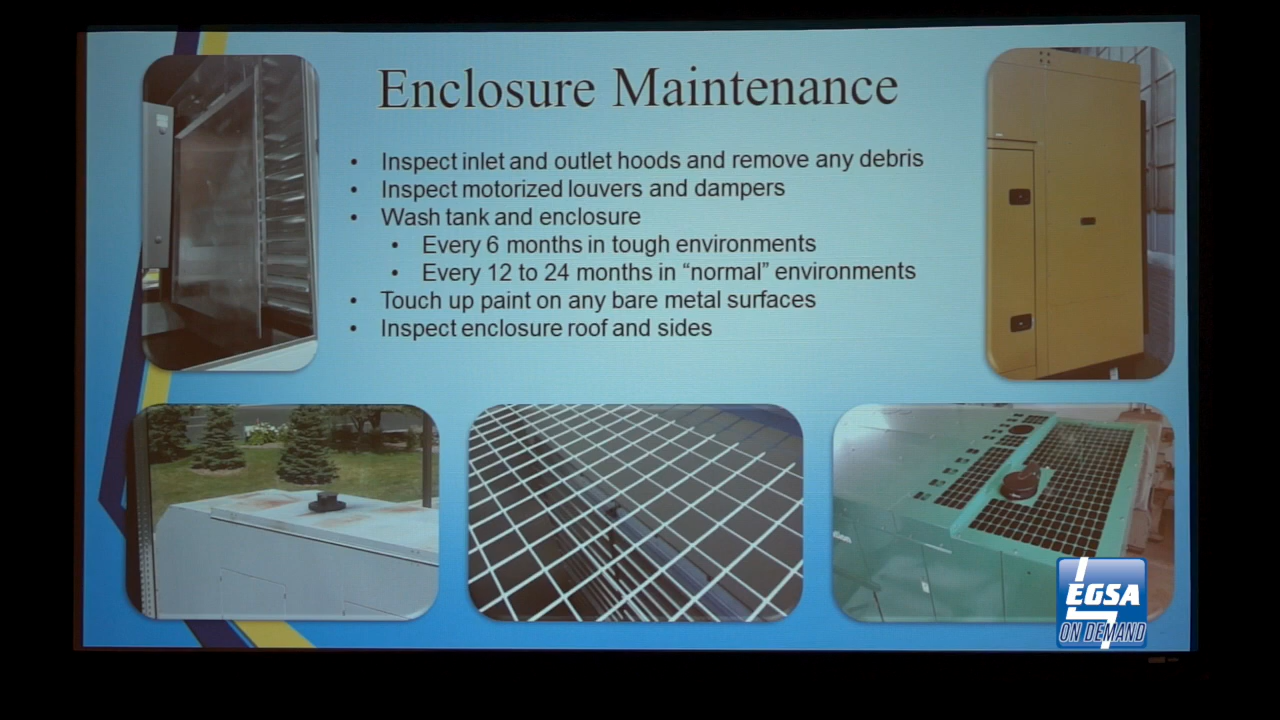 Enclosure Maintenance
• Inspect inlet and outlet hoods and remove any debris
• Inspect motorized louvers and dampers
• Wash tank and enclosure
• Every 6 months in tough environments
• Every 12 to 24 months in “normal” environments
• Touch up paint on any bare metal surfaces
• Inspect enclosure roof and sides
EGSA
ON DEMAND